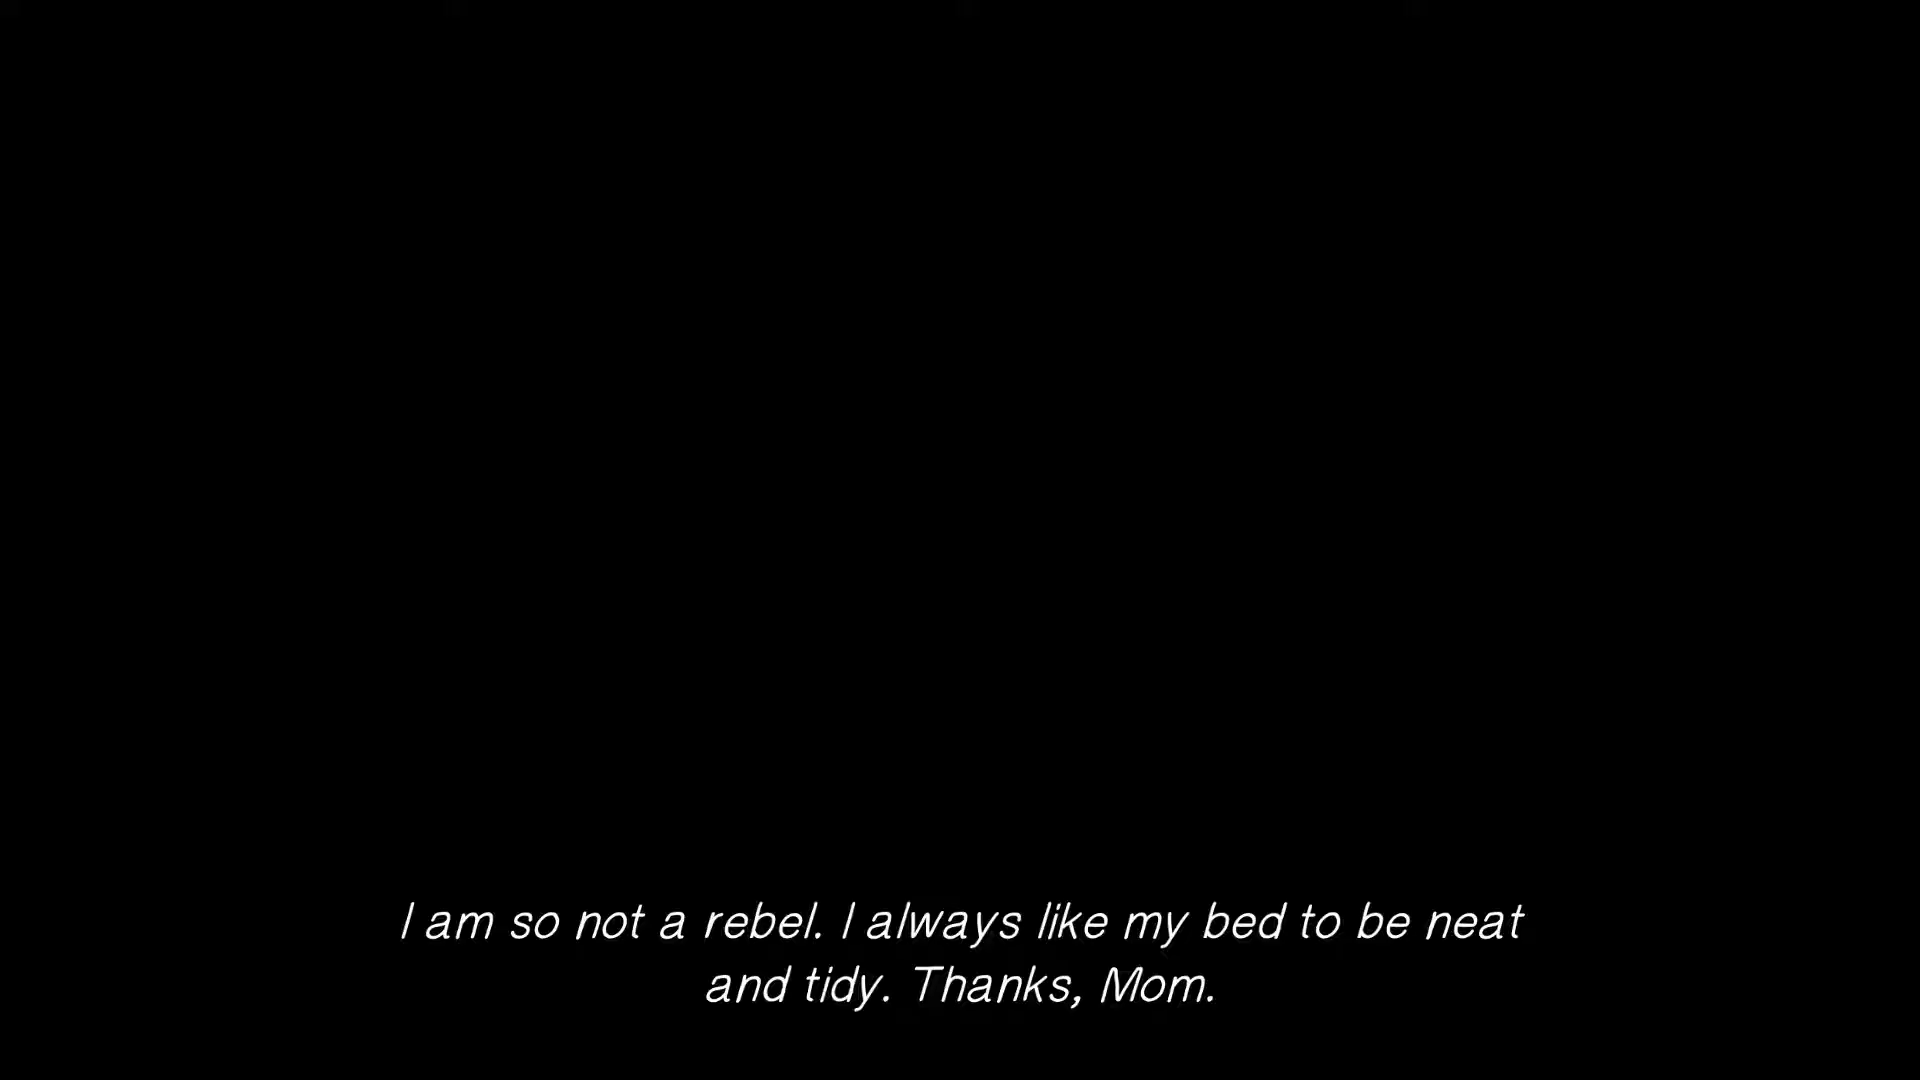 I am so not a rebel. I always like my bed to be neat
and tidy. Thanks, Mom.